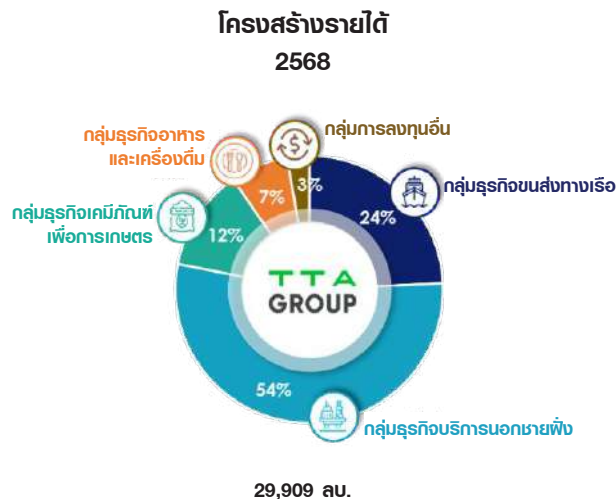 โครงสร้างรายได้
2568
กลุ่มธุรกิจอาหาร
และเครื่องดื่ม
กลุ่มการลงทุนอื่น
กลุ่มธุรกิจขนส่งทางเรือ
กลุ่มธุรกิจเคมีภัณฑ์
เพื่อการเกษตร
7%
3%
24%
12%
TTA
GROUP
54%
กลุ่มธุรกิจบริการนอกชายฝั่ง
29,909 ลบ.